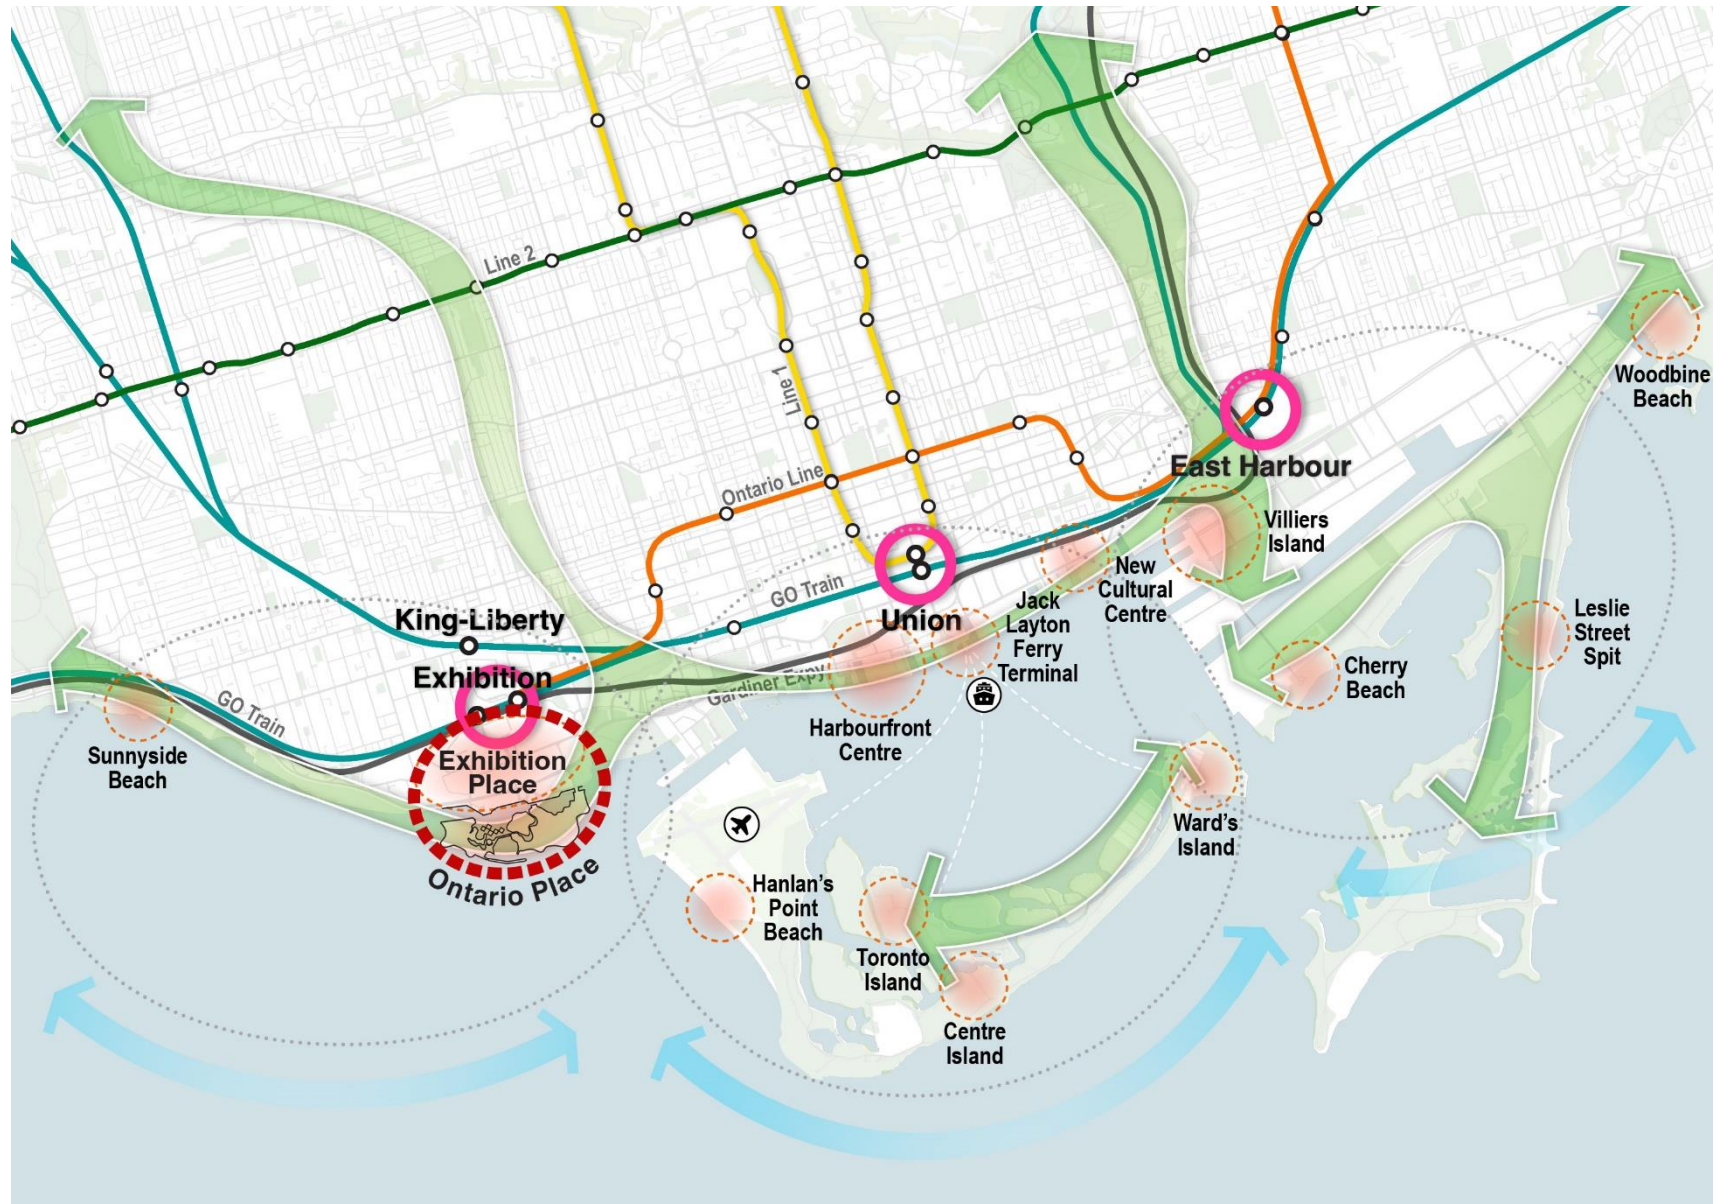 Line 2
Line 1
Ontario Line
GO Train
Gardiner Expy
GO Train
King-Liberty
Exhibition
Union
East Harbour
Woodbine
Beach
Villiers
Island
New
Cultural
Centre
Jack
Layton
Ferry
Terminal
Leslie
Street
Spit
Cherry
Beach
Harbourfront
Centre
Sunnyside
Beach
Exhibition
Place
Ontario Place
Ward's
Island
Hanlan's
Point
Beach
Toronto
Island
Centre
Island